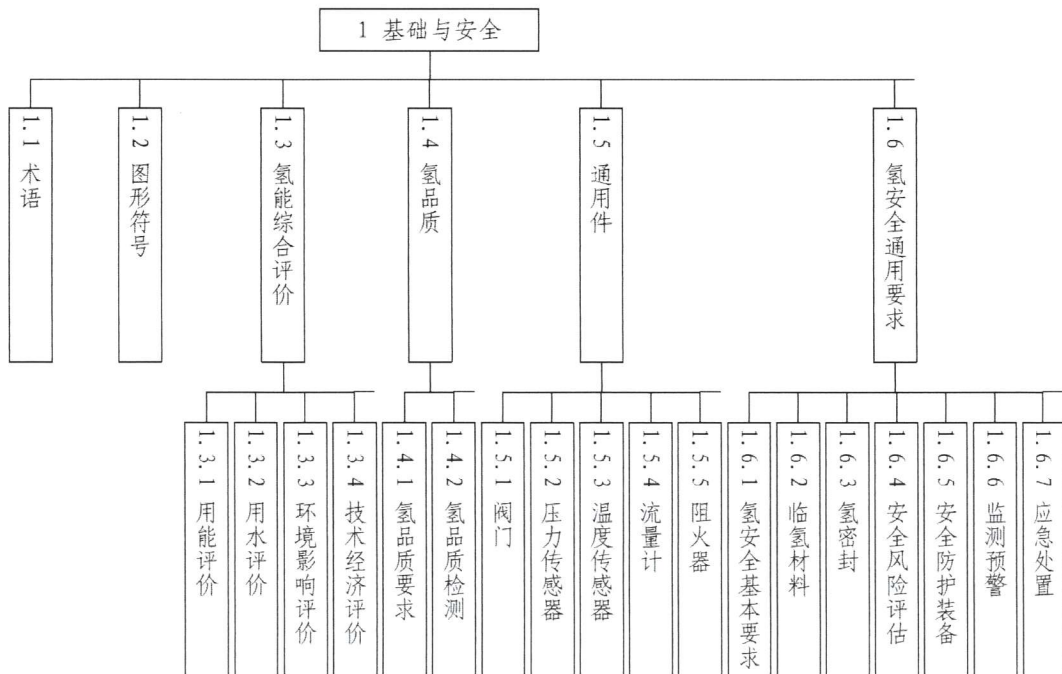 1 基础与安全
1.1 术语
1.2 图形符号
1.3 氢能综合评价
1.4 氢品质
1.5 通用件
1.6 氢安全通用要求
1.3.1 用能评价
1.3.2 用水评价
1.3.3 环境影响评价
1.3.4 技术经济评价
1.4.1 氢品质要求
1.4.2 氢品质检测
1.5.1 阀门
1.5.2 压力传感器
1.5.3 温度传感器
1.5.4 流量计
1.5.5 阻火器
1.6.1 氢安全基本要求
1.6.2 临氢材料
1.6.3 氢密封
1.6.4 安全风险评估
1.6.5 安全防护装备
1.6.6 监测预警
1.6.7 应急处置